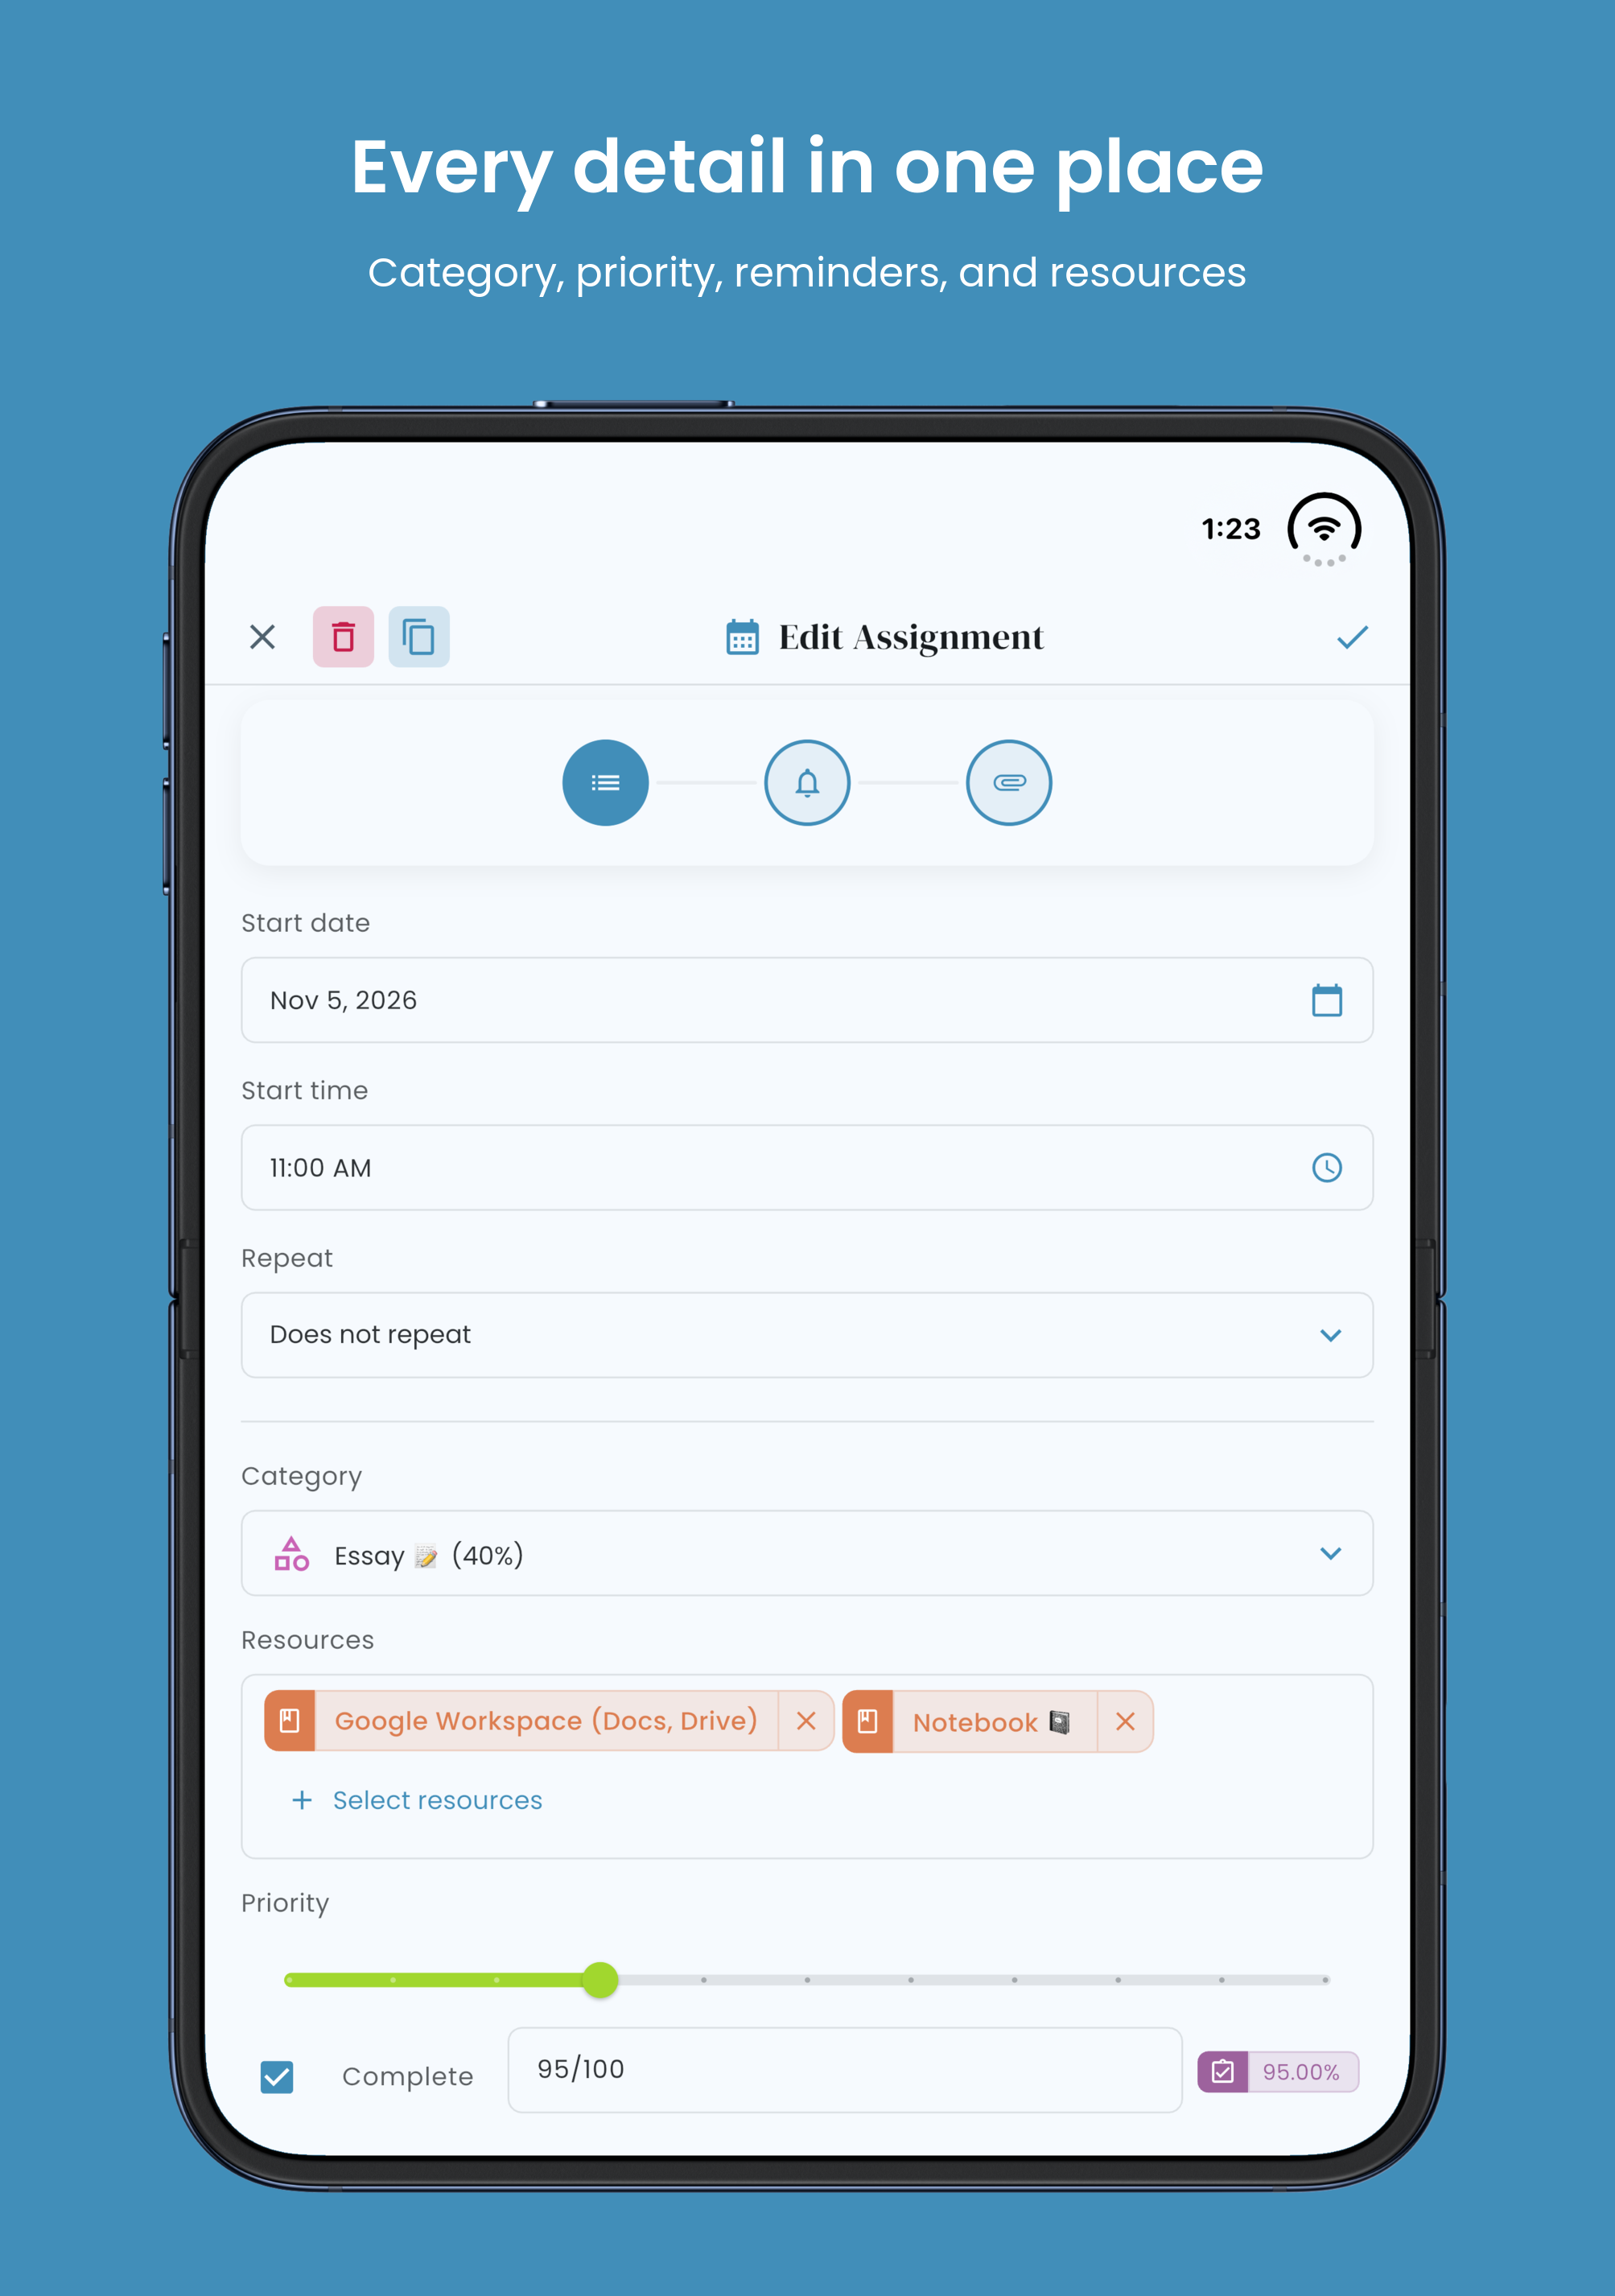 Every detail in one place
Category, priority, reminders, and resources
1:23
Edit Assignment
Start date
Nov 5, 2026
Start time
11:00 AM
Repeat
Does not repeat
Category
Essay 📝 (40%)
Resources
Google Workspace (Docs, Drive)
Notebook 📓
+ Select resources
Priority
Complete
95/100
95.00%